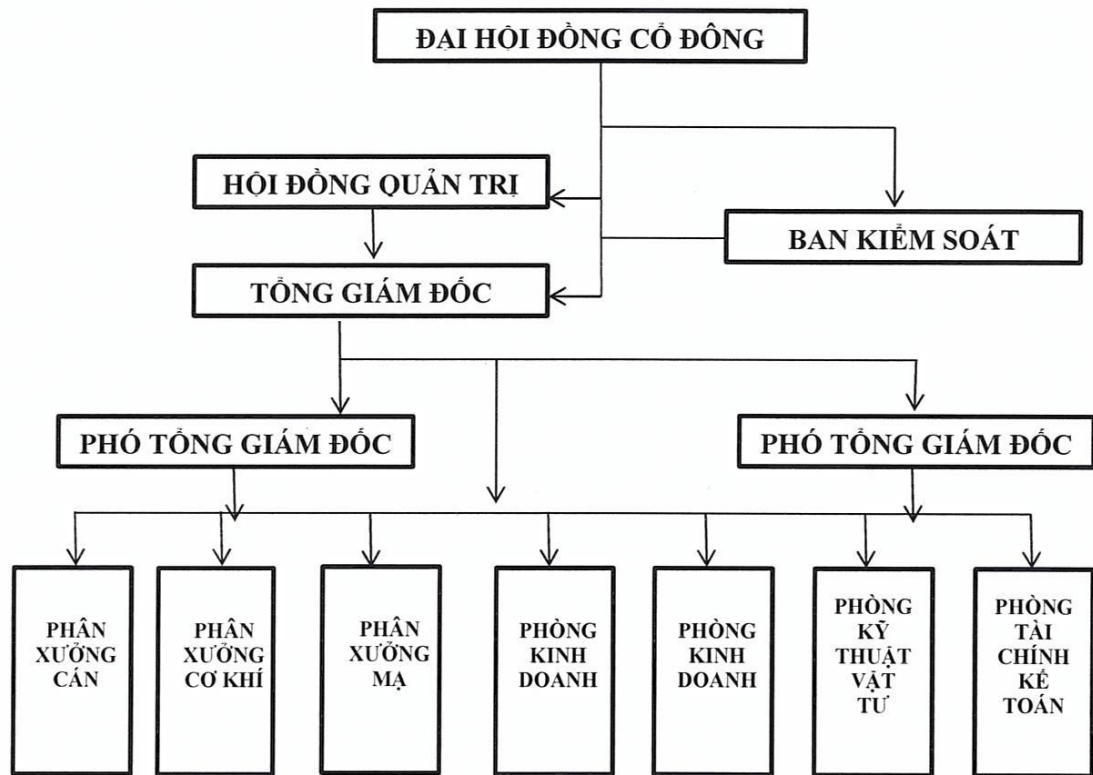 ĐẠI HỘI ĐỒNG CỔ ĐÔNG
HỘI ĐỒNG QUẢN TRỊ
BAN KIỂM SOÁT
TỔNG GIÁM ĐỐC
PHÓ TỔNG GIÁM ĐỐC
PHÓ TỔNG GIÁM ĐỐC
PHÂN
XƯỞNG
CÁN
PHÂN
XƯỞNG
CƠ KHÍ
PHÂN
XƯỞNG
MẠ
PHÒNG
KINH
DOANH
PHÒNG
KINH
DOANH
PHÒNG
KỸ
THUẬT
VẬT
TƯ
PHÒNG
TÀI
CHÍNH
KẾ
TOÁN